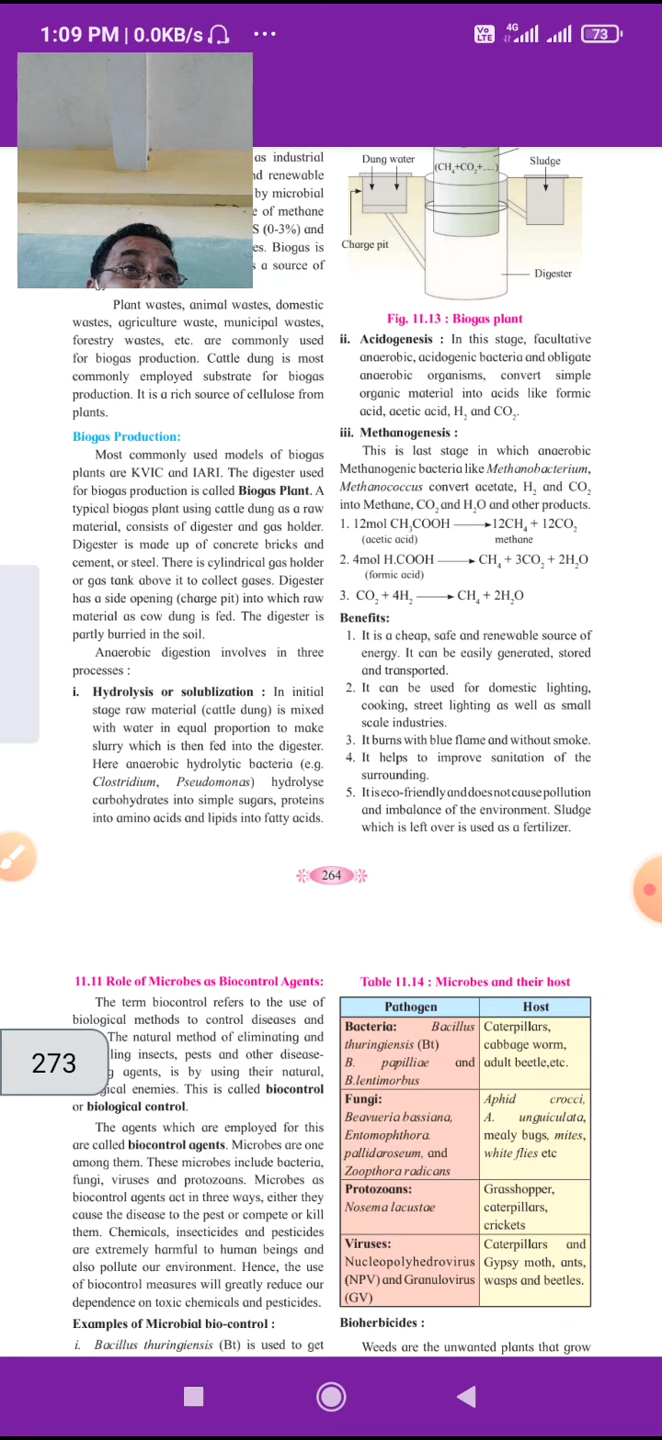 1:09 PM | 0.0KB/s ...
Vo LTE 4G 73
as industrial
nd renewable
by microbial
e of methane
S (0-3%) and
es. Biogas is
s a source of
Plant wastes, animal wastes, domestic
wastes, agriculture waste, municipal wastes,
forestry wastes, etc. are commonly used
for biogas production. Cattle dung is most
commonly employed substrate for biogas
production. It is a rich source of cellulose from
plants.
Biogas Production:
Most commonly used models of biogas
plants are KVIC and IARI. The digester used
for biogas production is called Biogas Plant. A
typical biogas plant using cattle dung as a raw
material, consists of digester and gas holder.
Digester is made up of concrete bricks and
cement, or steel. There is cylindrical gas holder
or gas tank above it to collect gases. Digester
has a side opening (charge pit) into which raw
material as cow dung is fed. The digester is
partly burried in the soil.
Anaerobic digestion involves in three
processes :
i. Hydrolysis or solublization : In initial
stage raw material (cattle dung) is mixed
with water in equal proportion to make
slurry which is then fed into the digester.
Here anaerobic hydrolytic bacteria (e.g.
Clostridium, Pseudomonas) hydrolyse
carbohydrates into simple sugars, proteins
into amino acids and lipids into fatty acids.
Dung water
(CH₄+CO₂+.....)
Sludge
Charge pit
Digester
Fig. 11.13 : Biogas plant
ii. Acidogenesis : In this stage, facultative
anaerobic, acidogenic bacteria and obligate
anaerobic organisms, convert simple
organic material into acids like formic
acid, acetic acid, H₂ and CO₂.
iii. Methanogenesis :
This is last stage in which anaerobic
Methanogenic bacteria like Methanobacterium,
Methanococcus convert acetate, H₂ and CO₂
into Methane, CO₂ and H₂O and other products.
1. 12mol CH₃COOH → 12CH₄ + 12CO₂
(acetic acid) methane
2. 4mol H.COOH → CH₄ + 3CO₂ + 2H₂O
(formic acid)
3. CO₂ + 4H₂ → CH₄ + 2H₂O
Benefits:
1. It is a cheap, safe and renewable source of
energy. It can be easily generated, stored
and transported.
2. It can be used for domestic lighting,
cooking, street lighting as well as small
scale industries.
3. It burns with blue flame and without smoke.
4. It helps to improve sanitation of the
surrounding.
5. It is eco-friendly and does not cause pollution
and imbalance of the environment. Sludge
which is left over is used as a fertilizer.
264
11.11 Role of Microbes as Biocontrol Agents:
The term biocontrol refers to the use of
biological methods to control diseases and
The natural method of eliminating and
ling insects, pests and other disease-
g agents, is by using their natural,
gical enemies. This is called biocontrol
or biological control.
273
The agents which are employed for this
are called biocontrol agents. Microbes are one
among them. These microbes include bacteria,
fungi, viruses and protozoans. Microbes as
biocontrol agents act in three ways, either they
cause the disease to the pest or compete or kill
them. Chemicals, insecticides and pesticides
are extremely harmful to human beings and
also pollute our environment. Hence, the use
of biocontrol measures will greatly reduce our
dependence on toxic chemicals and pesticides.
Examples of Microbial bio-control :
i. Bacillus thuringiensis (Bt) is used to get
Table 11.14 : Microbes and their host
Pathogen Host
Bacteria: Bacillus Caterpillars,
thuringiensis (Bt) cabbage worm,
B. papilliae and adult beetle,etc.
B.lentimorbus
Fungi: Aphid crocci,
Beavueria bassiana, A. unguiculata,
Entomophthora. mealy bugs, mites,
pallidaroseum, and white flies etc
Zoopthora radicans
Protozoans: Grasshopper,
Nosema lacustae caterpillars,
crickets
Viruses: Caterpillars and
Nucleopolyhedrovirus Gypsy moth, ants,
(NPV) and Granulovirus wasps and beetles.
(GV)
Bioherbicides :
Weeds are the unwanted plants that grow